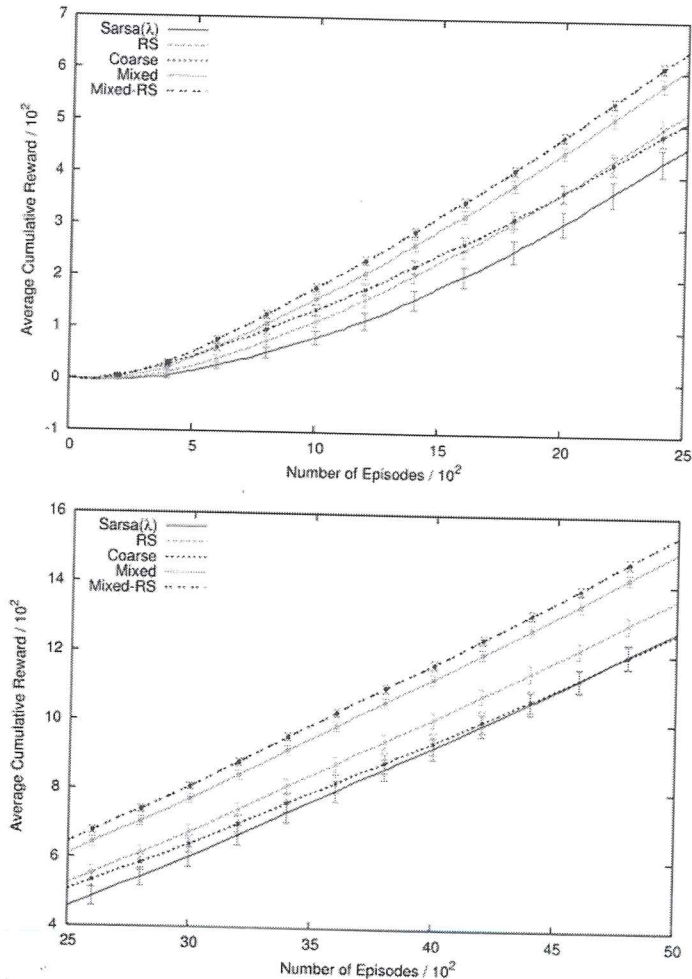 7
6
5
4
3
2
1
0
-1
Average Cumulative Reward / 10²
Sarsa(λ)
RS
Coarse
Mixed
Mixed-RS
0 5 10 15 20 25
Number of Episodes / 10²
16
14
12
10
8
6
4
Average Cumulative Reward / 10²
Sarsa(λ)
RS
Coarse
Mixed
Mixed-RS
25 30 35 40 45 50
Number of Episodes / 10²